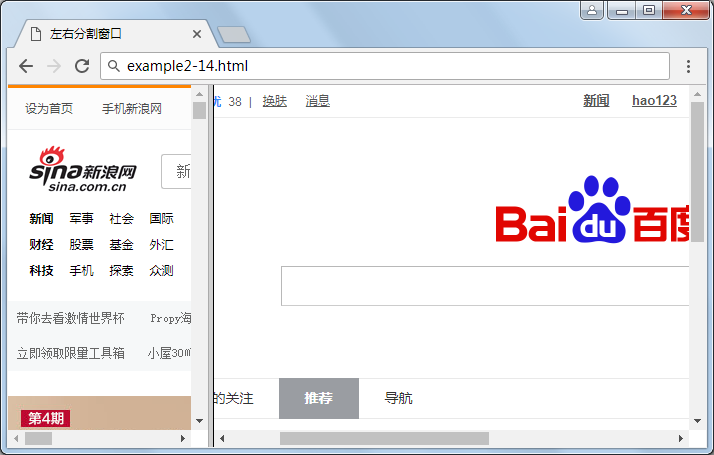 左右分割窗口
example2-14.html
设为首页 手机新浪网
sina新浪网
sina.com.cn
新
新闻 军事 社会 国际
财经 股票 基金 外汇
科技 手机 探索 众测
带你去看激情世界杯 Propy海
立即领取限量工具箱 小屋30
第4期
优 38 | 换肤 消息 新闻 hao123
Baidu百度
的关注 推荐 导航